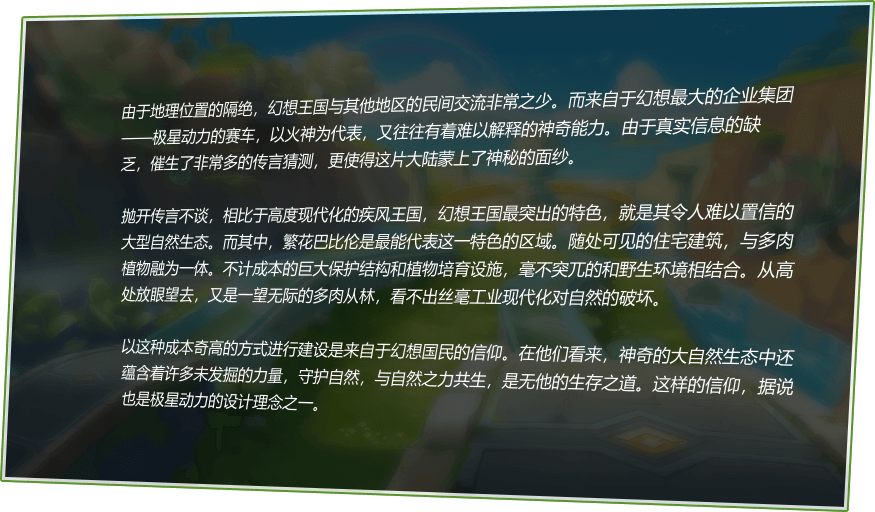 由于地理位置的隔绝，幻想王国与其他地区的民间交流非常之少。而来自于幻想最大的企业集团
——极星动力的赛车，以火神为代表，又往往有着难以解释的神奇能力。由于真实信息的缺
乏，催生了非常多的传言猜测，更使得这片大陆蒙上了神秘的面纱。
抛开传言不谈，相比于高度现代化的疾风王国，幻想王国最突出的特色，就是其令人难以置信的
大型自然生态。而其中，繁花巴比伦是最能代表这一特色的区域。随处可见的住宅建筑，与多肉
植物融为一体。不计成本的巨大保护结构和植物培育设施，毫不突兀的和野生环境相结合。从高
处放眼望去，又是一望无际的多肉从林，看不出丝毫工业现代化对自然的破坏。
以这种成本奇高的方式进行建设是来自于幻想国民的信仰。在他们看来，神奇的大自然生态中还
蕴含着许多未发掘的力量，守护自然，与自然之力共生，是无他的生存之道。这样的信仰，据说
也是极星动力的设计理念之一。